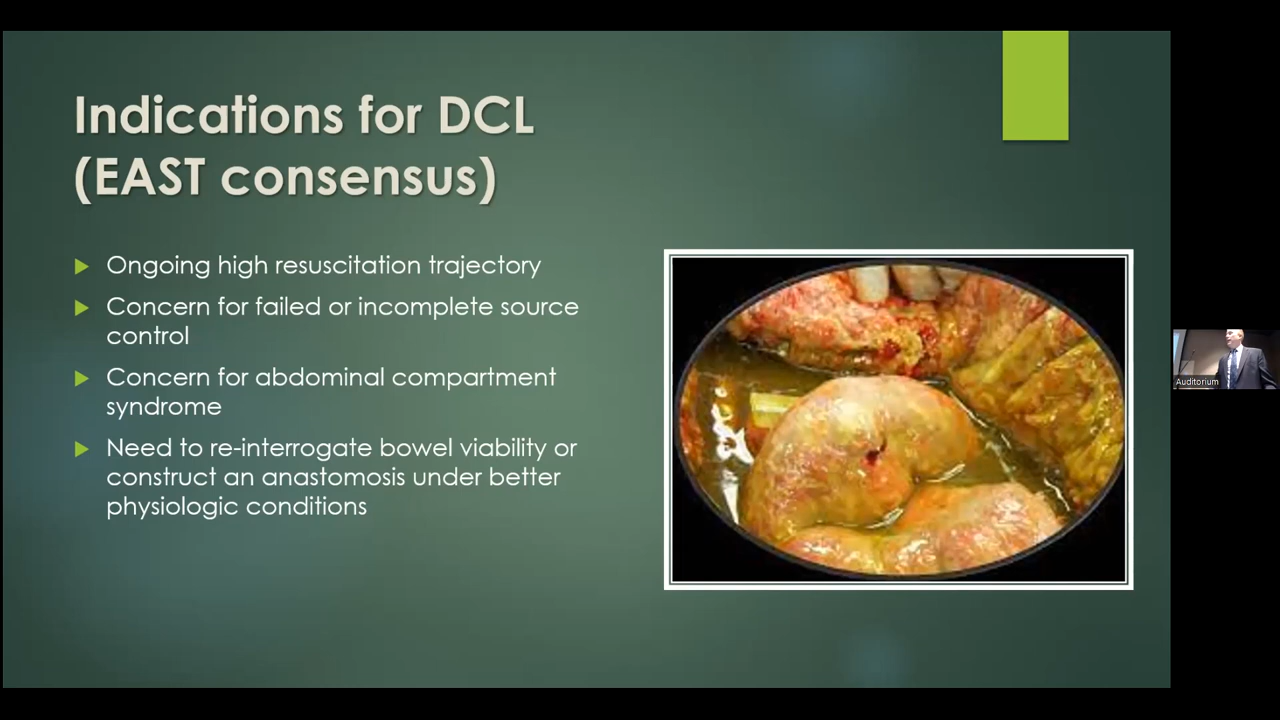 Indications for DCL
(EAST consensus)
Ongoing high resuscitation trajectory
Concern for failed or incomplete source
control
Concern for abdominal compartment
syndrome
Need to re-interrogate bowel viability or
construct an anastomosis under better
physiologic conditions
Auditorium